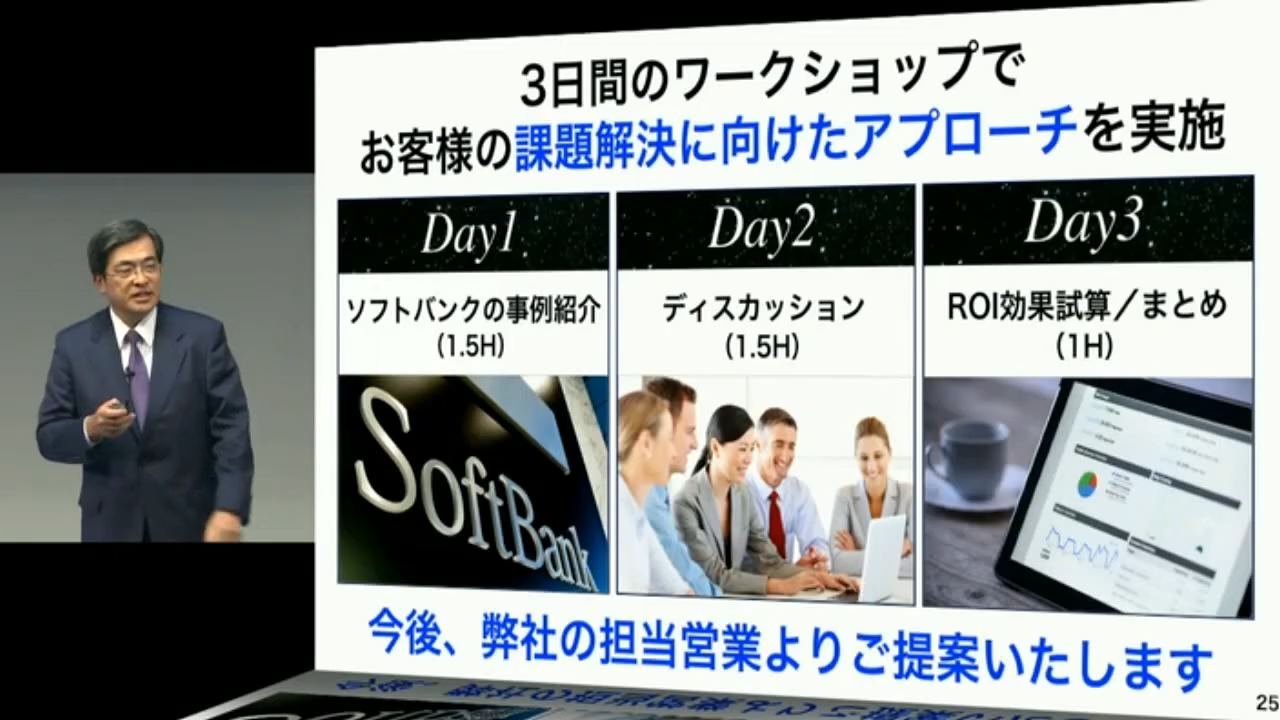 3日間のワークショップで
お客様の課題解決に向けたアプローチを実施
Day1
Day2
Day3
ソフトバンクの事例紹介
(1.5H)
ディスカッション
(1.5H)
ROI効果試算／まとめ
(1H)
SoftBank
今後、弊社の担当営業よりご提案いたします
25